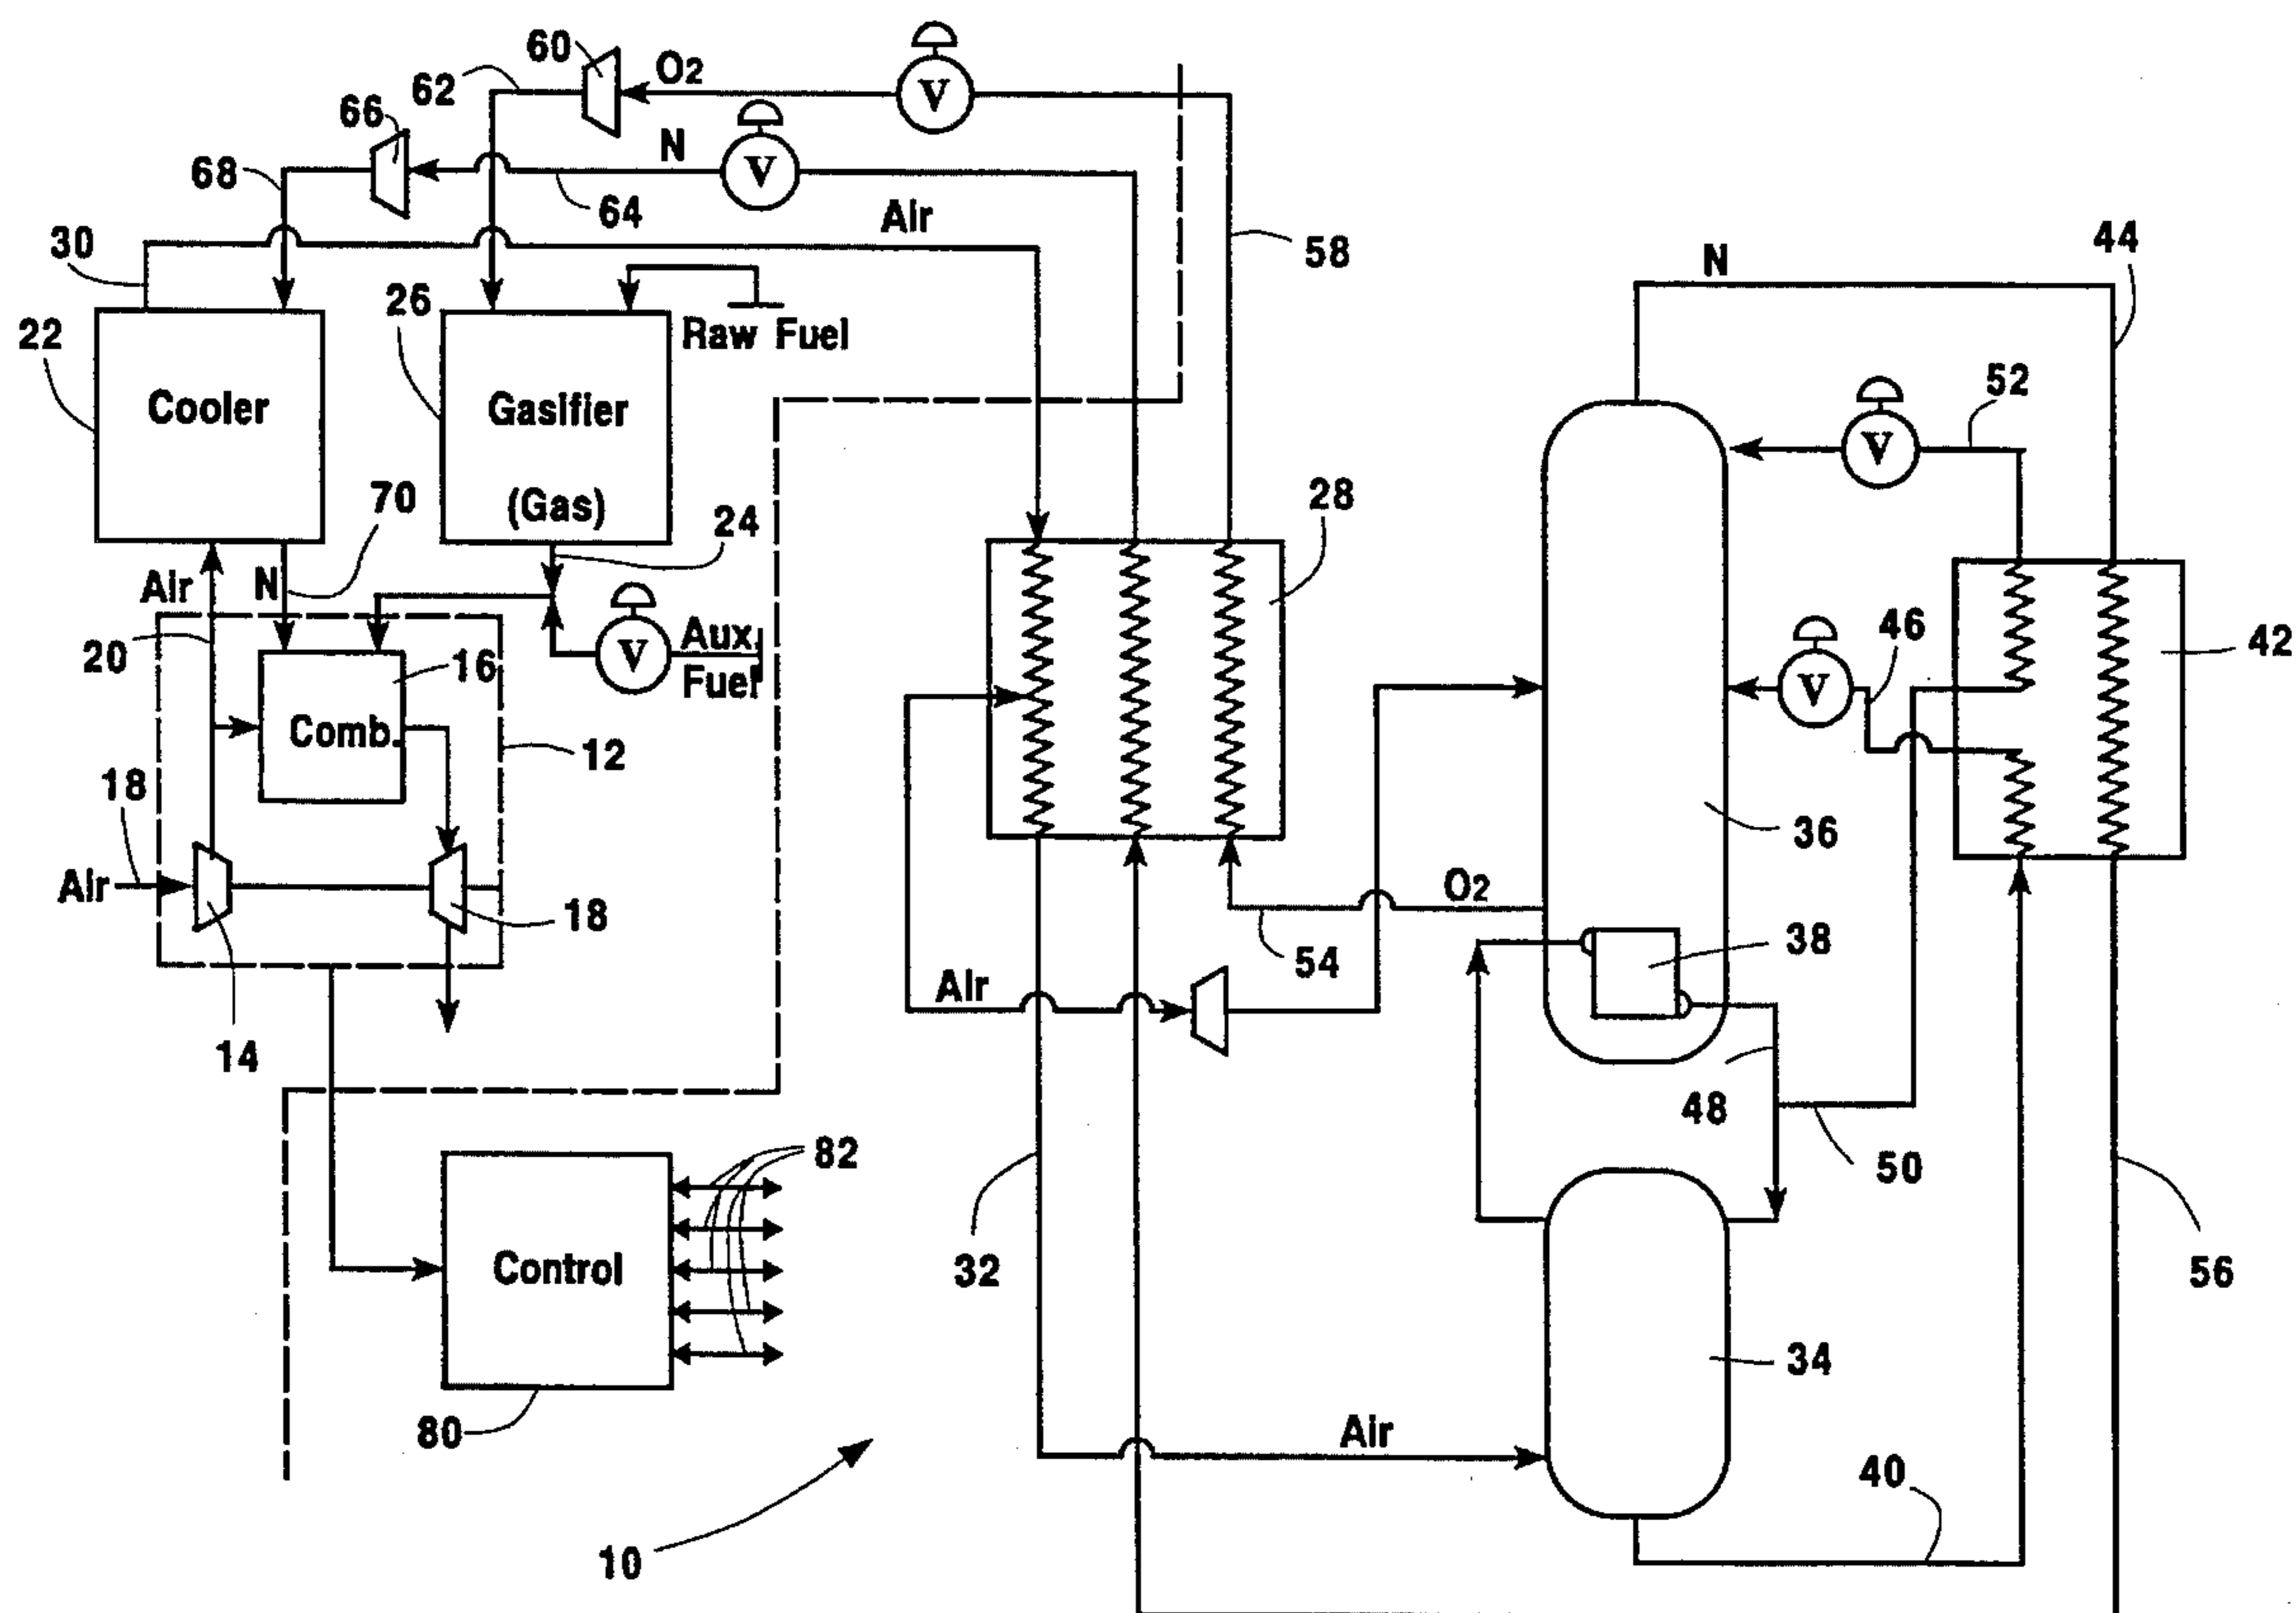 60
O2
V
62
66
N
V
68
64
Air
30
58
N
44
22
26
Raw Fuel
Cooler
Gasifier
52
V
(Gas)
70
24
28
Air
N
20
V
Aux.
Fuel
16
46
V
42
Comb.
12
18
36
Air
18
O2
38
54
Air
14
48
82
50
Control
32
56
34
80
Air
40
10